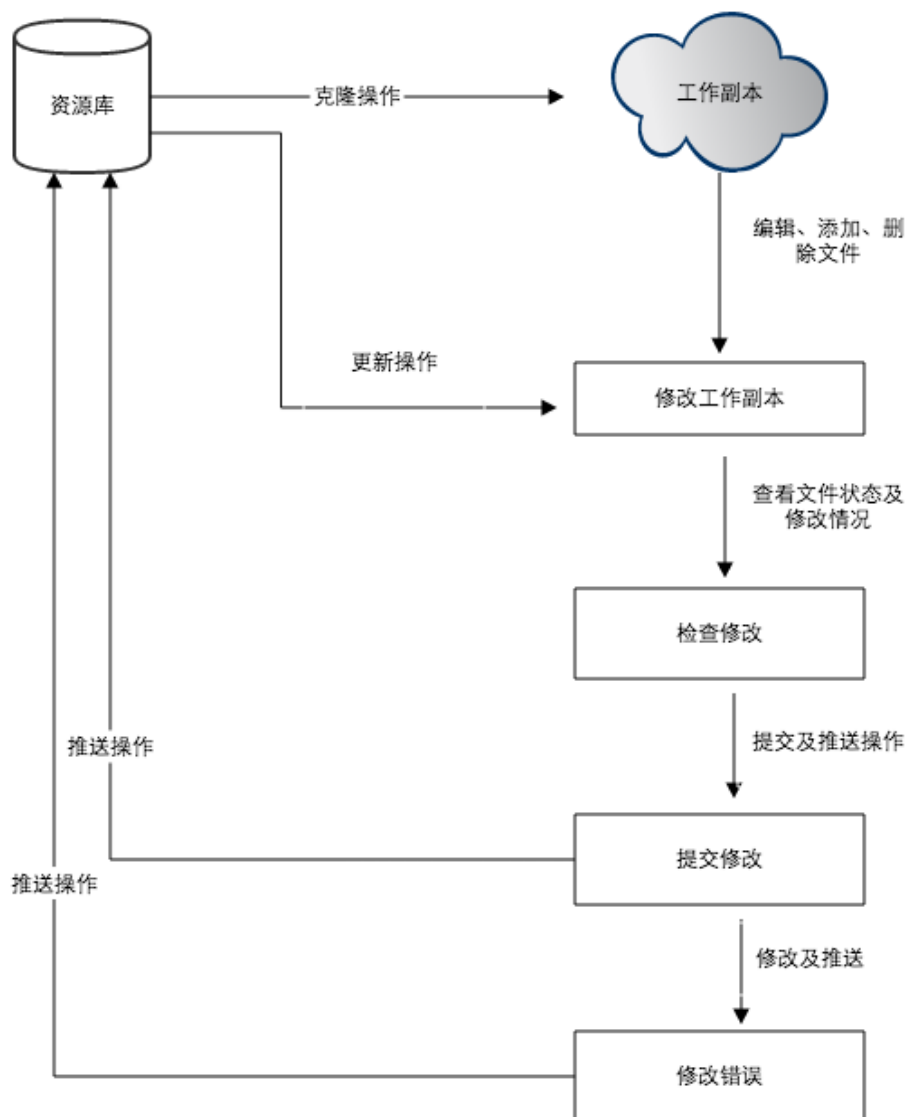 资源库
克隆操作
工作副本
编辑、添加、删
除文件
更新操作
修改工作副本
查看文件状态及
修改情况
检查修改
推送操作
提交及推送操作
提交修改
推送操作
修改及推送
修改错误